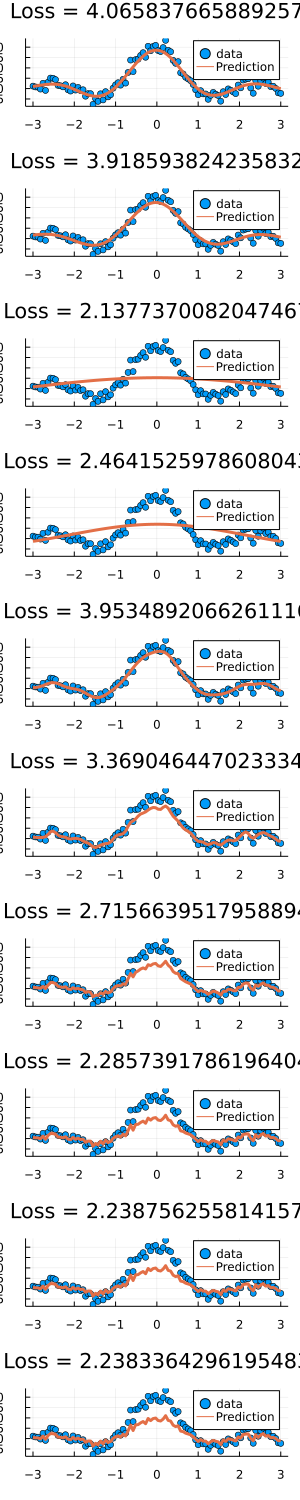 Loss = 4.065837665889257
data
Prediction
−3 −2 −1 0 1 2 3
Loss = 3.918593824235832
data
Prediction
−3 −2 −1 0 1 2 3
Loss = 2.137737008204746
data
Prediction
−3 −2 −1 0 1 2 3
Loss = 2.464152597860804
data
Prediction
−3 −2 −1 0 1 2 3
Loss = 3.953489206626111
data
Prediction
−3 −2 −1 0 1 2 3
Loss = 3.369046447023334
data
Prediction
−3 −2 −1 0 1 2 3
Loss = 2.715663951795889
data
Prediction
−3 −2 −1 0 1 2 3
Loss = 2.285739178619640
data
Prediction
−3 −2 −1 0 1 2 3
Loss = 2.238756255814157
data
Prediction
−3 −2 −1 0 1 2 3
Loss = 2.238336429619548
data
Prediction
−3 −2 −1 0 1 2 3